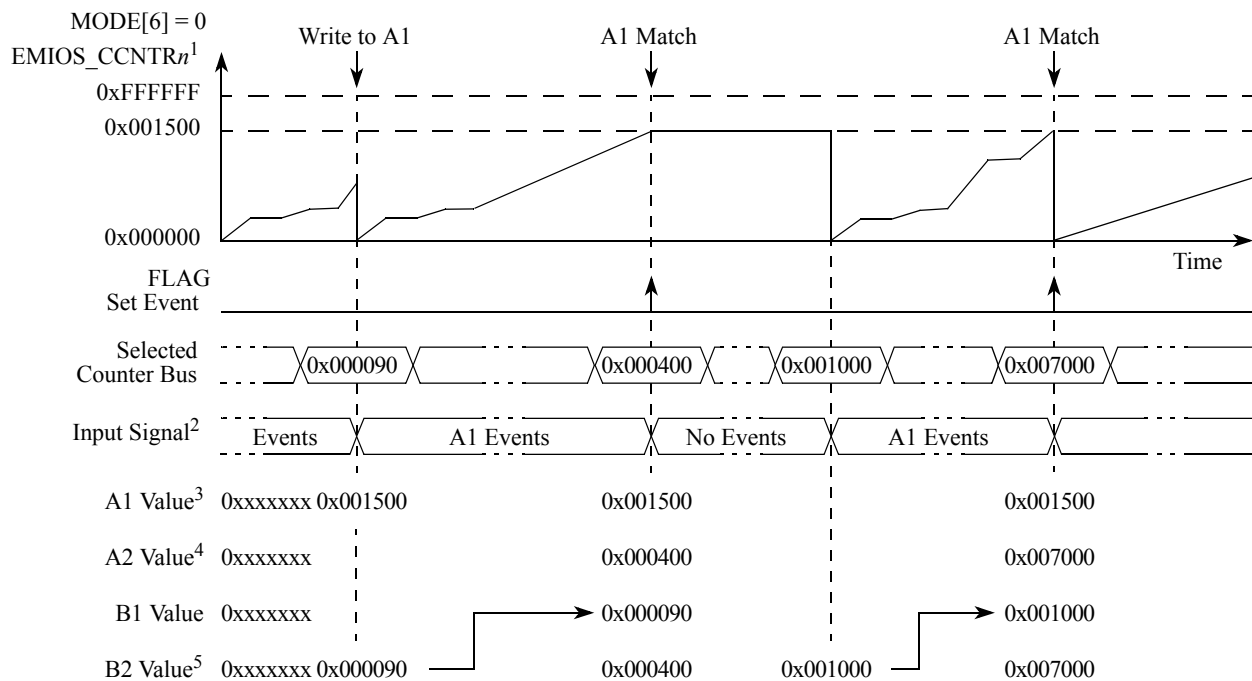 MODE[6] = 0
Write to A1 A1 Match A1 Match
EMIOS_CCNTRn1
0xFFFFFF
0x001500
0x000000
Time
FLAG
Set Event
Selected
Counter Bus
0x000090 0x000400 0x001000 0x007000
Input Signal2 Events A1 Events No Events A1 Events
A1 Value3 0xxxxxxx 0x001500 0x001500 0x001500
A2 Value4 0xxxxxxx 0x000400 0x007000
B1 Value 0xxxxxxx 0x000090 0x001000
B2 Value5 0xxxxxxx 0x000090 0x000400 0x001000 0x007000